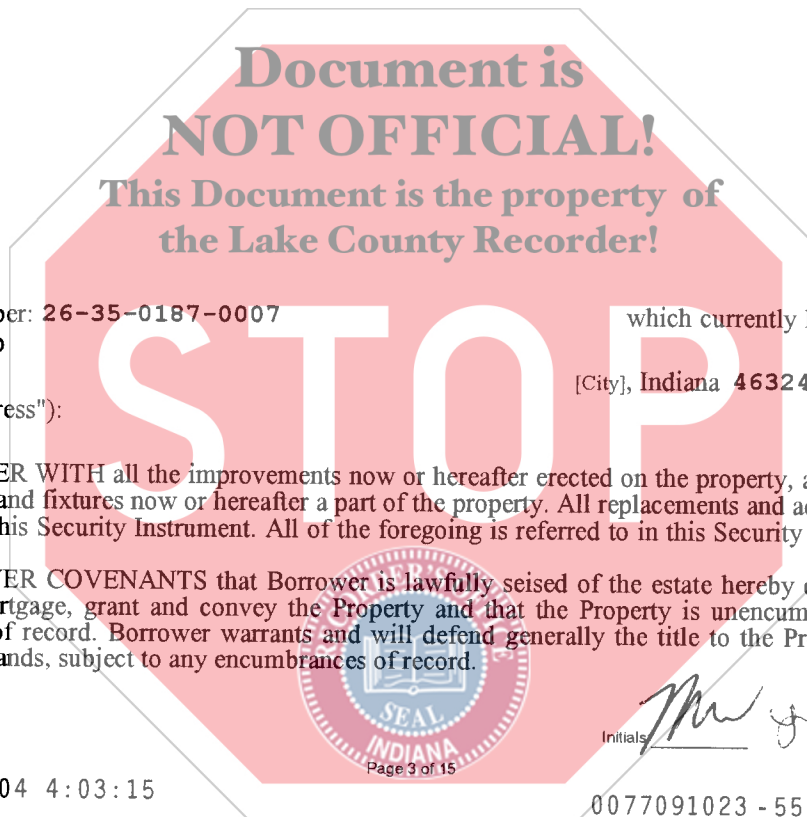 Document is
NOT OFFICIAL!
This Document is the property of
the Lake County Recorder!
ber: 26-35-0187-0007 which currently
[City], Indiana 46324
ress"):
STOP
ER WITH all the improvements now or hereafter erected on the property, a
and fixtures now or hereafter a part of the property. All replacements and ad
his Security Instrument. All of the foregoing is referred to in this Security
ER COVENANTS that Borrower is lawfully seised of the estate hereby c
rtgage, grant and convey the Property and that the Property is unencum
of record. Borrower warrants and will defend generally the title to the Pr
ands, subject to any encumbrances of record.
SEAL
INDIANA
Initials
Page 3 of 15
04 4:03:15
0077091023 - 55